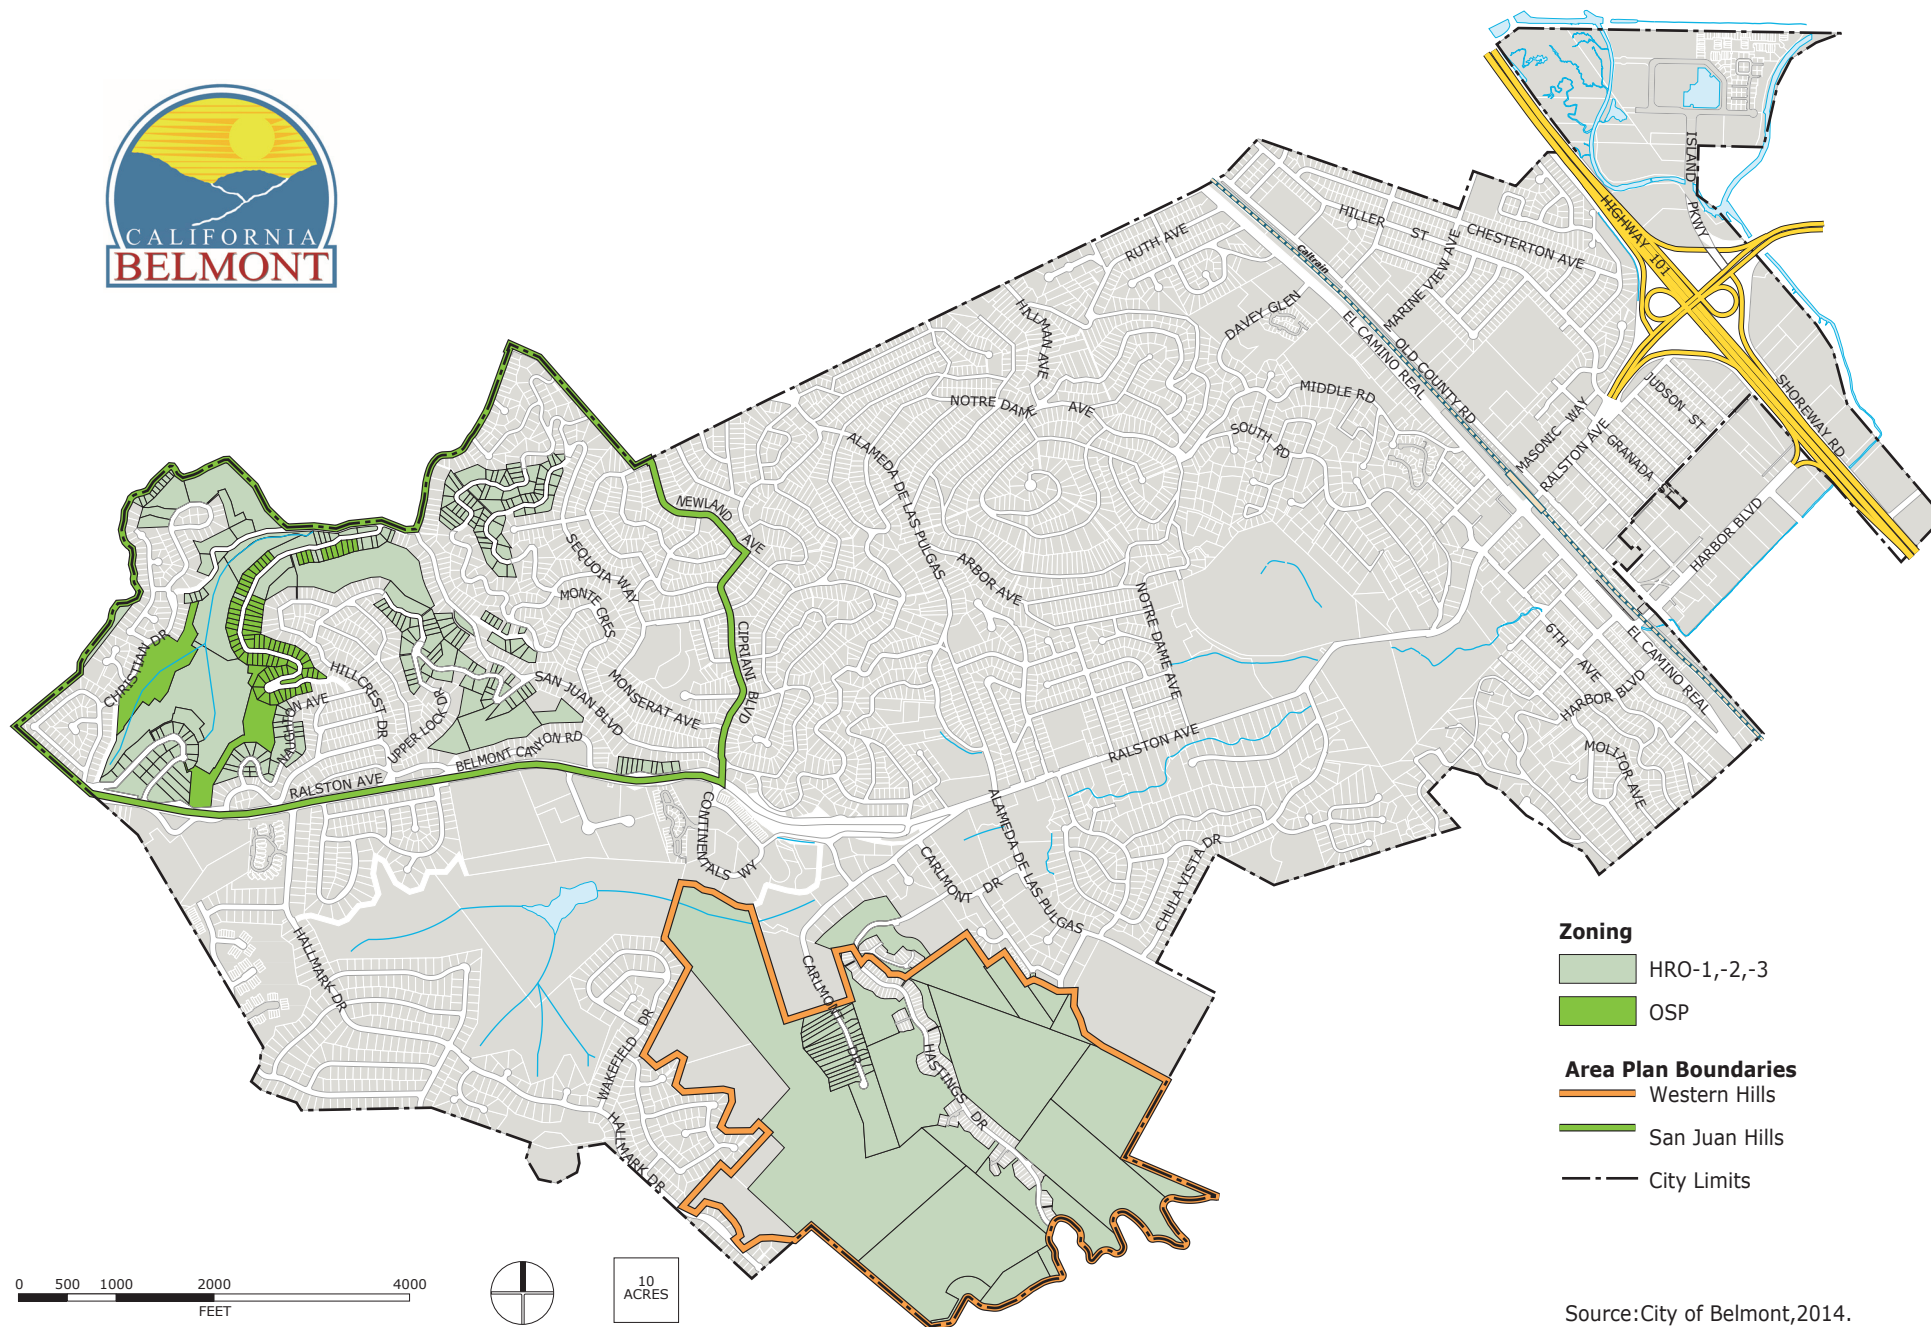 CALIFORNIA
BELMONT
ISLAND PKWY
HIGHWAY 101
HILLER ST
CHESTERTON AVE
MARINE VIEW AVE
RUTH AVE
Caltrain
DAVEY GLEN
EL CAMINO REAL
OLD COUNTY RD
HILLMAN AVE
MIDDLE RD
NOTRE DAME AVE
SOUTH RD
JUDSON ST
SHOREWAY RD
MASONIC WAY
RALSTON AVE
GRANADA ST
HARBOR BLVD
ALAMEDA DE LAS PULGAS
NEWLAND AVE
ARBOR AVE
SEQUOIA WAY
MONTE CRES
NOTRE DAME AVE
CIPRIANI BLVD
6TH AVE
EL CAMINO REAL
HARBOR BLVD
MOLITOR AVE
CHRISTIAN DR
HILLCREST DR
NAUGHTON AVE
UPPER LOCK DR
SAN JUAN BLVD
MONSERAT AVE
BELMONT CANYON RD
RALSTON AVE
RALSTON AVE
CONTINENTALS WY
ALAMEDA DE LAS PULGAS
CARLMONT DR
CHULA VISTA DR
HALLMARK DR
CARLMONT DR
WAKEFIELD DR
HASTINGS DR
HALLMARK DR
Zoning
HRO-1,-2,-3
OSP
Area Plan Boundaries
Western Hills
San Juan Hills
City Limits
0 500 1000 2000 4000
FEET
10
ACRES
Source:City of Belmont,2014.